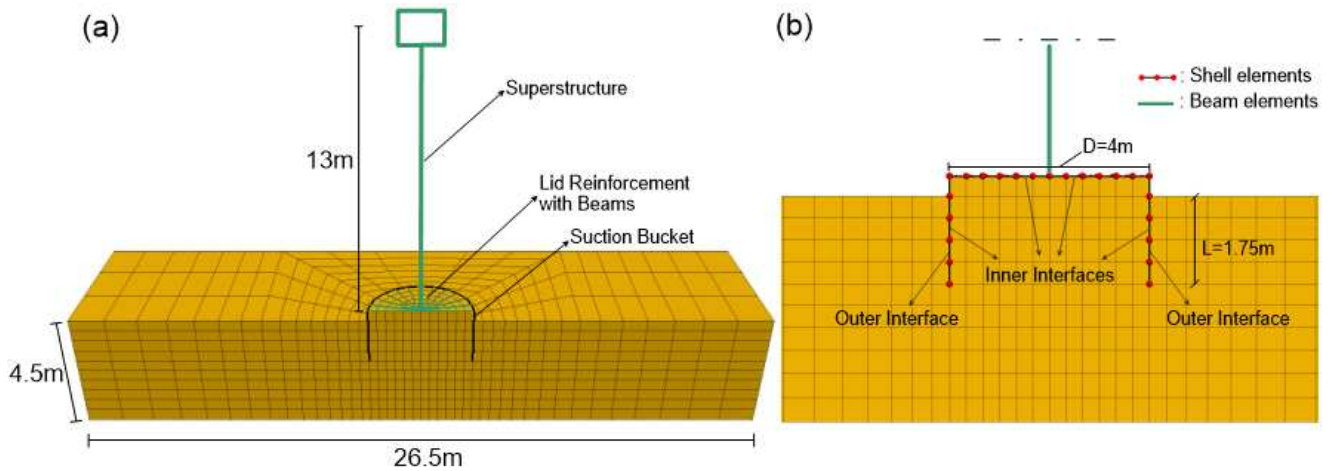 (a)
Superstructure
13m
Lid Reinforcement
with Beams
Suction Bucket
4.5m
26.5m
(b)
: Shell elements
: Beam elements
D=4m
L=1.75m
Inner Interfaces
Outer Interface
Outer Interface